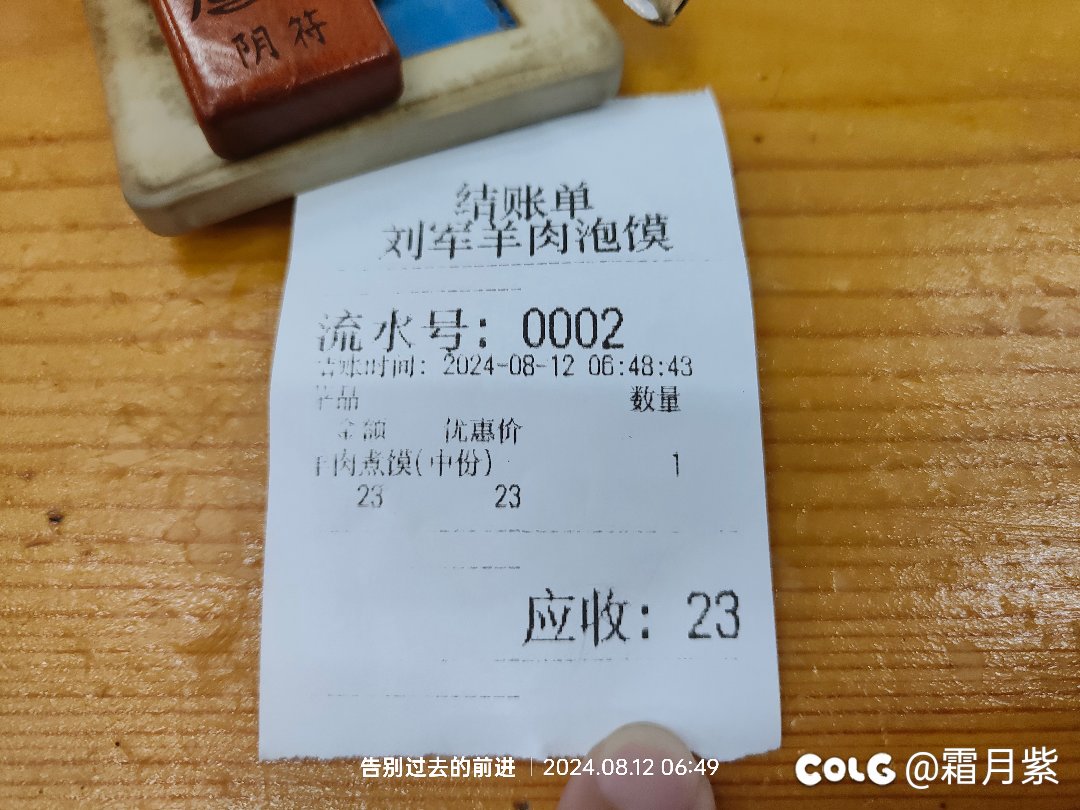 阴符
结账单
刘军羊肉泡馍
流水号: 0002
结账时间: 2024-08-12 06:48:43
单品 数量
金额 优惠价
羊肉煮馍(中份) 1
23 23
应收: 23
告别过去的前进 | 2024.08.12 06:49
COLG @霜月紫